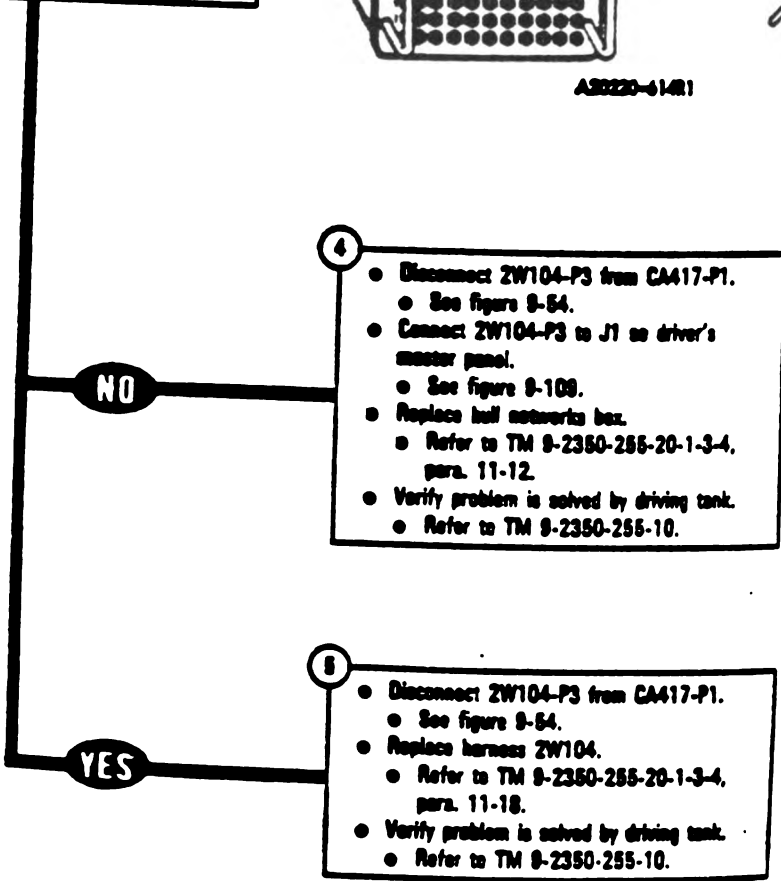 A20220-614R1
4
● Disconnect 2W104-P3 from CA417-P1.
● See figure 9-54.
● Connect 2W104-P3 to J1 on driver's
master panel.
● See figure 9-109.
NO
● Replace hull networks box.
● Refer to TM 9-2350-255-20-1-3-4,
para. 11-12.
● Verify problem is solved by driving tank.
● Refer to TM 9-2350-255-10.
5
● Disconnect 2W104-P3 from CA417-P1.
● See figure 9-54.
● Replace harness 2W104.
YES
● Refer to TM 9-2350-255-20-1-3-4,
para. 11-18.
● Verify problem is solved by driving tank.
● Refer to TM 9-2350-255-10.